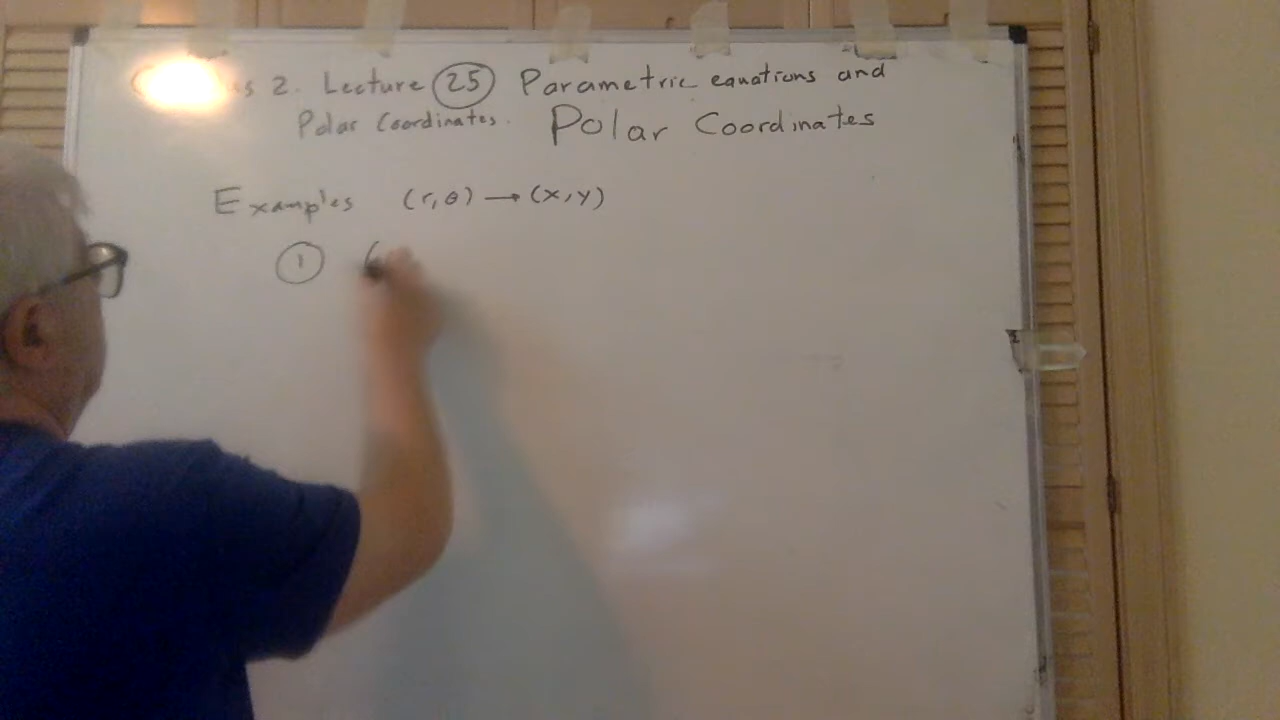 s 2. Lecture 25 Parametric equations and
Polar Coordinates. Polar Coordinates
Examples (r, θ) → (x, y)
1 (